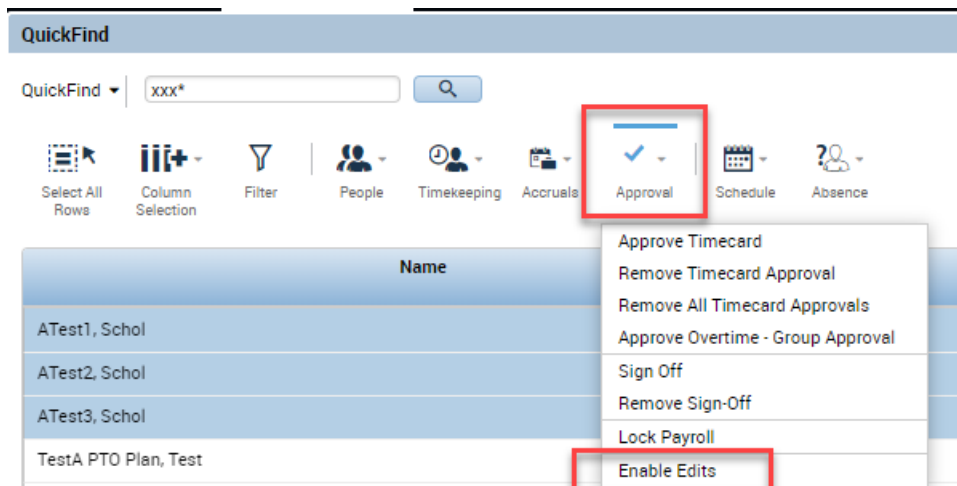 QuickFind
QuickFind xxx*
Select All Rows
Column Selection
Filter
People
Timekeeping
Accruals
Approval
Schedule
Absence
Name
ATest1, Schol
ATest2, Schol
ATest3, Schol
TestA PTO Plan, Test
Approve Timecard
Remove Timecard Approval
Remove All Timecard Approvals
Approve Overtime - Group Approval
Sign Off
Remove Sign-Off
Lock Payroll
Enable Edits